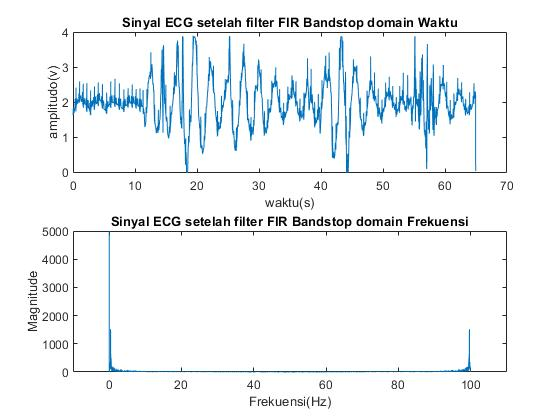 Sinyal ECG setelah filter FIR Bandstop domain Waktu
amplitudo(v)
4
3
2
1
0
0 10 20 30 40 50 60 70
waktu(s)
Sinyal ECG setelah filter FIR Bandstop domain Frekuensi
Magnitude
5000
4000
3000
2000
1000
0
0 20 40 60 80 100
Frekuensi(Hz)